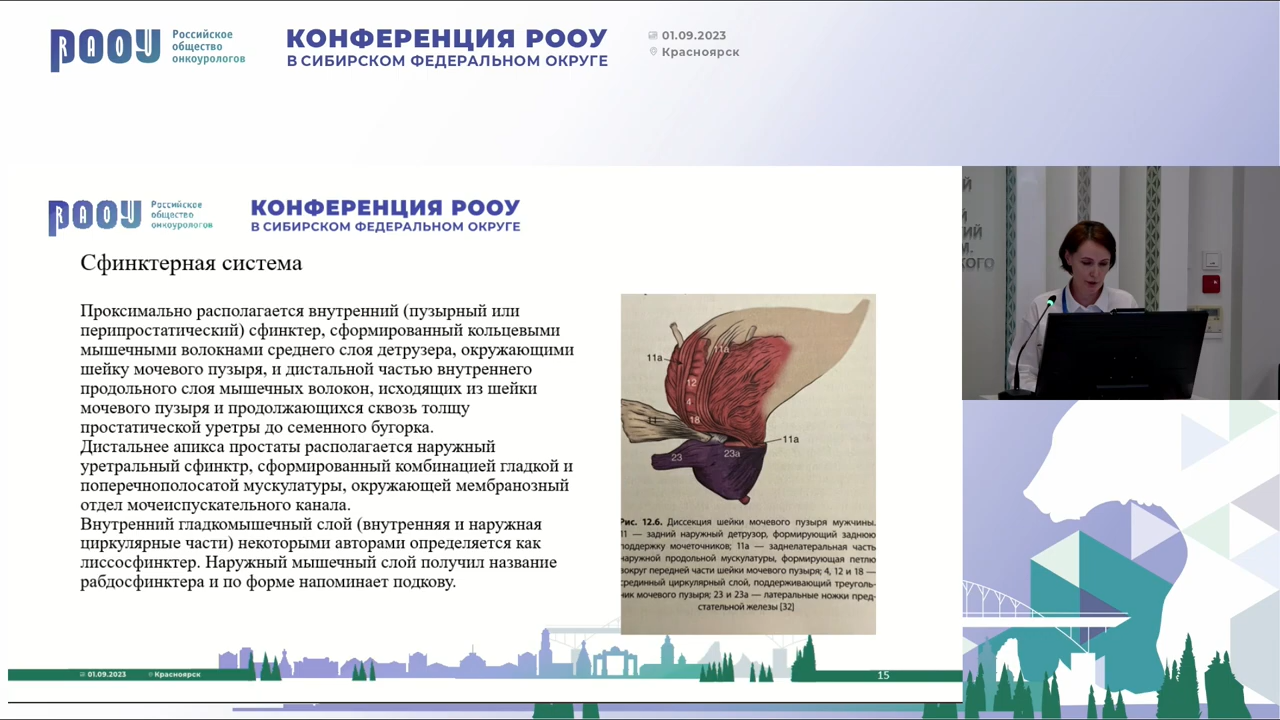 РООУ
RAOU
Российское
общество
онкоурологов
КОНФЕРЕНЦИЯ РООУ
В СИБИРСКОМ ФЕДЕРАЛЬНОМ ОКРУГЕ
01.09.2023
Красноярск
РООУ
RAOU
Российское
общество
онкоурологов
КОНФЕРЕНЦИЯ РООУ
В СИБИРСКОМ ФЕДЕРАЛЬНОМ ОКРУГЕ
Сфинктерная система
Проксимально располагается внутренний (пузырный или
перипростатический) сфинктер, сформированный кольцевыми
мышечными волокнами среднего слоя детрузера, окружающими
шейку мочевого пузыря, и дистальной частью внутреннего
продольного слоя мышечных волокон, исходящих из шейки
мочевого пузыря и продолжающихся сквозь толщу
простатической уретры до семенного бугорка.
Дистальнее апикса простаты располагается наружный
уретральный сфинктр, сформированный комбинацией гладкой и
поперечнополосатой мускулатуры, окружающей мембранозный
отдел мочеиспускательного канала.
Внутренний гладкомышечный слой (внутренняя и наружная
циркулярные части) некоторыми авторами определяется как
лиссосфинктер. Наружный мышечный слой получил название
рабдосфинктера и по форме напоминает подкову.
11а
11а
12
4
18
11
11а
23
23а
Рис. 12.6. Диссекция шейки мочевого пузыря мужчины.
11 — задний наружный детрузор, формирующий заднюю
поддержку мочеточников; 11а — заднелатеральная часть
наружной продольной мускулатуры, формирующая петлю
вокруг передней части шейки мочевого пузыря; 4, 12 и 18 —
срединный циркулярный слой, поддерживающий треуголь-
ник мочевого пузыря; 23 и 23а — латеральные ножки пред-
стательной железы [32]
01.09.2023
Красноярск
15